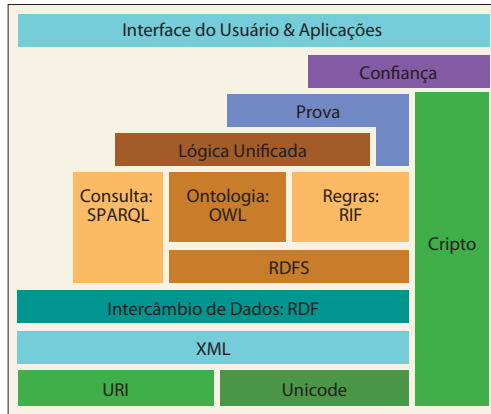 Interface do Usuário & Aplicações
Confiança
Prova
Lógica Unificada
Consulta:
SPARQL
Ontologia:
OWL
Regras:
RIF
Cripto
RDFS
Intercâmbio de Dados: RDF
XML
URI
Unicode